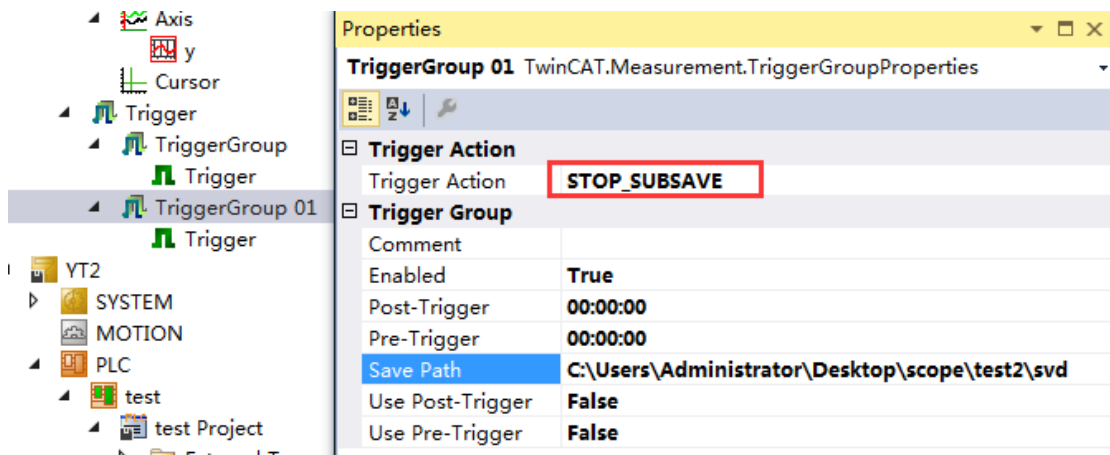 Axis
y
Cursor
Trigger
TriggerGroup
Trigger
TriggerGroup 01
Trigger
YT2
SYSTEM
MOTION
PLC
test
test Project
Properties
TriggerGroup 01 TwinCAT.Measurement.TriggerGroupProperties
Trigger Action
Trigger Action STOP_SUBSAVE
Trigger Group
Comment
Enabled True
Post-Trigger 00:00:00
Pre-Trigger 00:00:00
Save Path C:\Users\Administrator\Desktop\scope\test2\svd
Use Post-Trigger False
Use Pre-Trigger False